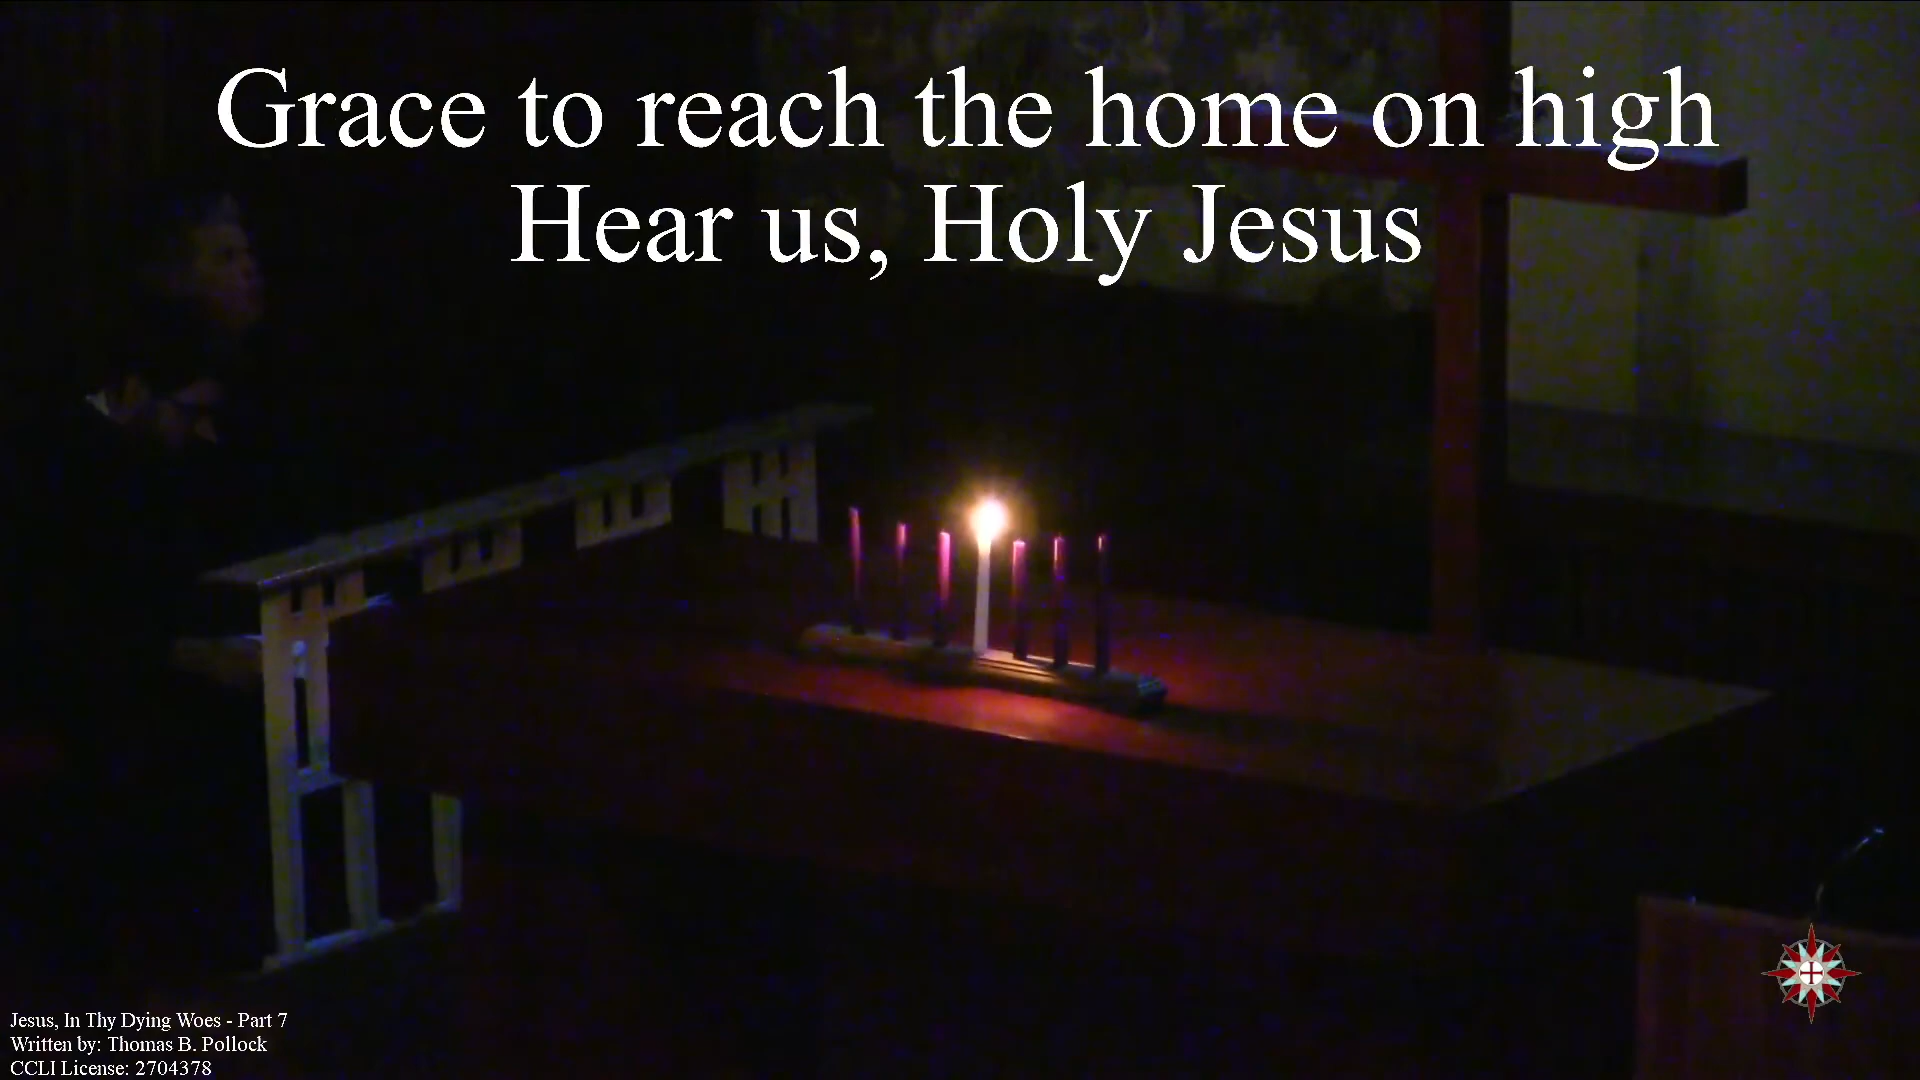 Grace to reach the home on high
Hear us, Holy Jesus
Jesus, In Thy Dying Woes - Part 7
Written by: Thomas B. Pollock
CCLI License: 2704378